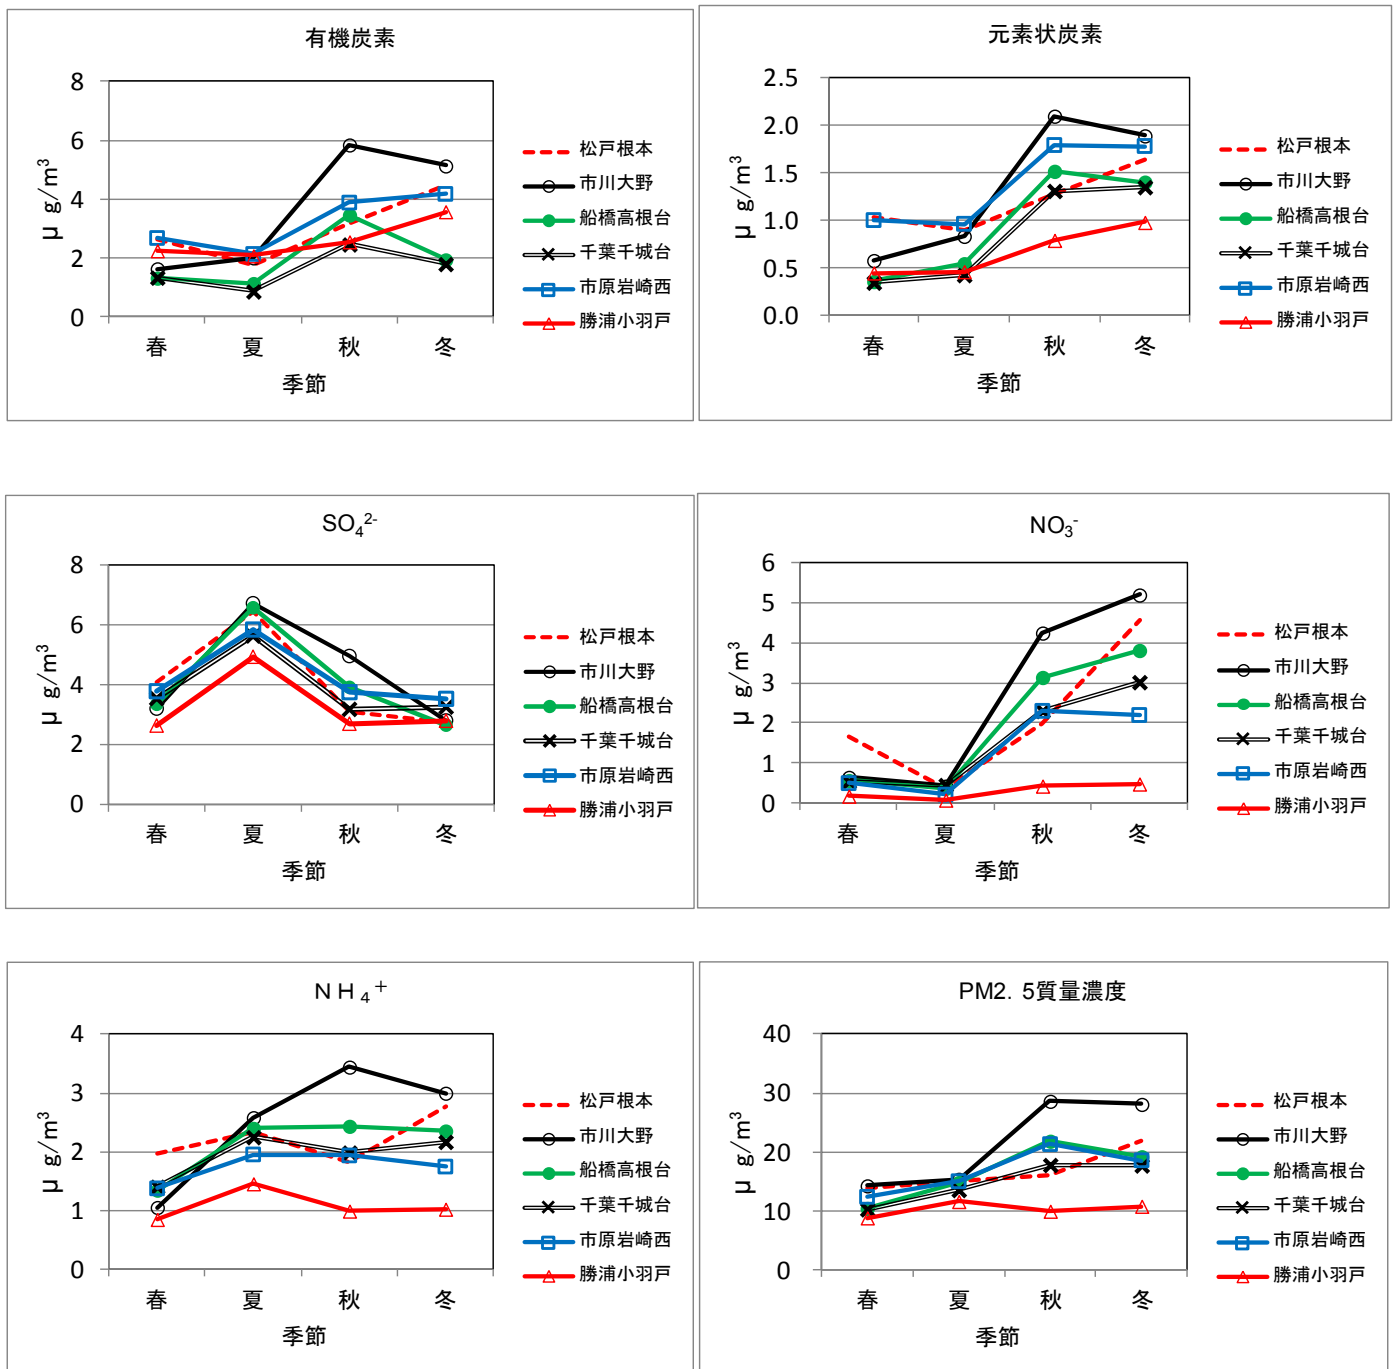 有機炭素
8
6
4
2
0
μ g/m³
春 夏 秋 冬
季節
松戸根本
市川大野
船橋高根台
千葉千城台
市原岩崎西
勝浦小羽戸
元素状炭素
2.5
2.0
1.5
1.0
0.5
0.0
μ g/m³
春 夏 秋 冬
季節
松戸根本
市川大野
船橋高根台
千葉千城台
市原岩崎西
勝浦小羽戸
SO₄²⁻
8
6
4
2
0
μ g/m³
春 夏 秋 冬
季節
松戸根本
市川大野
船橋高根台
千葉千城台
市原岩崎西
勝浦小羽戸
NO₃⁻
6
5
4
3
2
1
0
μ g/m³
春 夏 秋 冬
季節
松戸根本
市川大野
船橋高根台
千葉千城台
市原岩崎西
勝浦小羽戸
ＮＨ₄⁺
4
3
2
1
0
μ g/m³
春 夏 秋 冬
季節
松戸根本
市川大野
船橋高根台
千葉千城台
市原岩崎西
勝浦小羽戸
PM2．5質量濃度
40
30
20
10
0
μ g/m³
春 夏 秋 冬
季節
松戸根本
市川大野
船橋高根台
千葉千城台
市原岩崎西
勝浦小羽戸